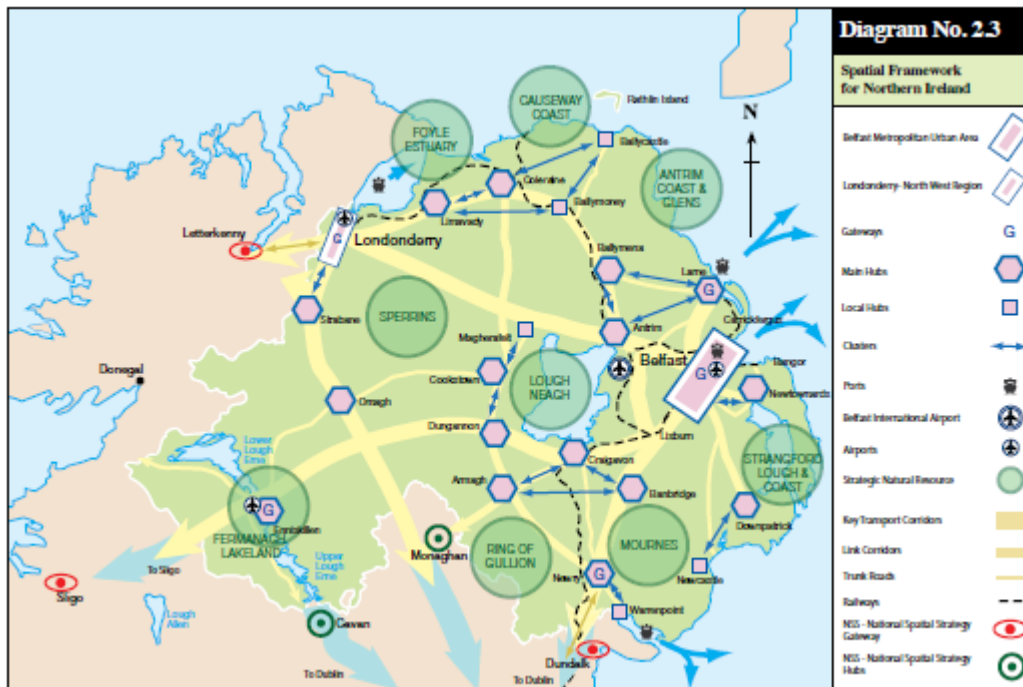 Diagram No. 2.3
Spatial Framework
for Northern Ireland
Belfast Metropolitan Urban Area
Londonderry - North West Region
Gateways
G
Main Hubs
Local Hubs
Clusters
Ports
Belfast International Airport
Airports
Strategic Natural Resource
Key Transport Corridors
Link Corridors
Trunk Roads
Railways
NSS - National Spatial Strategy
Gateway
NSS - National Spatial Strategy
Hubs
N
CAUSEWAY
COAST
Rathlin Island
FOYLE
ESTUARY
Ballycastle
Coleraine
ANTRIM
COAST &
GLENS
Limavady
Ballymoney
Letterkenny
G
Londonderry
Ballymena
Larne
G
Strabane
SPERRINS
Antrim
Carrickfergus
Magherafelt
Belfast
G
Bangor
Donegal
Cookstown
LOUGH
NEAGH
Newtownards
Omagh
Dungannon
Lisburn
Lower
Lough
Erne
Craigavon
STRANGFORD
LOUGH &
COAST
Armagh
Banbridge
G
Enniskillen
Downpatrick
FERMANAGH
LAKELAND
Monaghan
RING OF
GULLION
MOURNES
Upper
Lough
Erne
To Sligo
Newry
G
Newcastle
Sligo
Lough
Allen
Cavan
Warrenpoint
Dundalk
To Dublin
To Dublin